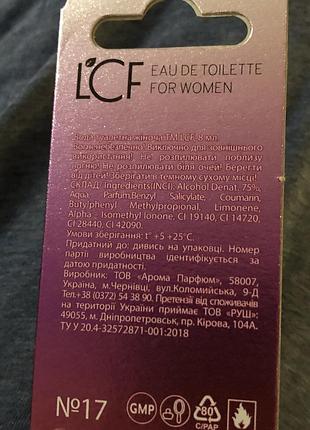 LCF EAU DE TOILETTE
FOR WOMEN
Вода туалетна жіноча ТМ LCF, 8 мл.
Вогненебезпечно! Виключно для зовнішнього
використання! Не розпилювати поблизу
вогню! Не розпилювати біля очей! Берегти
від дітей! Зберігати в темному сухому місці!
СКЛАД: Ingredients(INCI), Alcohol Denat. 75%,
Aqua, Parfum,Benzyl Salicylate, Coumarin,
Butylphenyl Methylpropional, Limonene,
Alpha - Isomethyl Ionone, CI 19140, CI 14720,
CI 28440, CI 42090.
Умови зберігання: t° +5 +25°C.
Придатний до: дивись на упаковці. Номер
партії виробництва ідентифікується за
датою придатності.
Виробник: ТОВ «Арома Парфюм», 58007,
Україна, м.Чернівці, вул.Коломийська, 9-Д
Тел +38 (0372) 54 38 90. Претензії від споживачів
на території України приймає ТОВ «РУШ»:
49055, м. Дніпропетровськ, пр. Кірова, 104А.
ТУ У 20.4-32572871-001:2018
№17
GMP
80
C/PAP